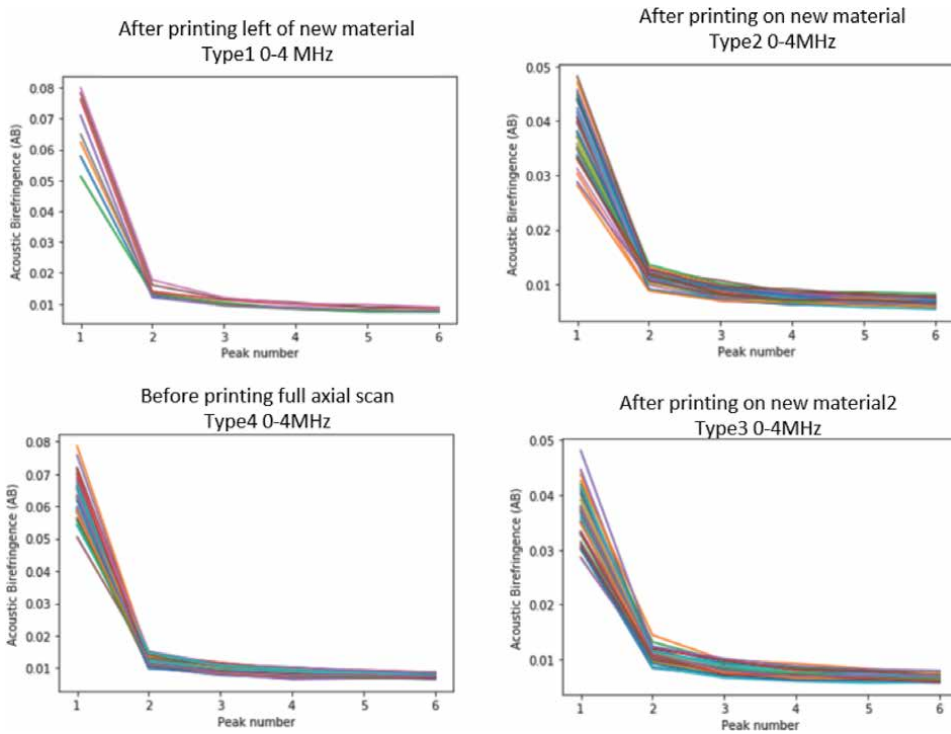 After printing left of new material
Type1 0-4 MHz
0.08
0.07
0.06
0.05
0.04
0.03
0.02
0.01
Acoustic Birefringence (AB)
1 2 3 4 5 6
Peak number
After printing on new material
Type2 0-4MHz
0.05
0.04
0.03
0.02
0.01
Acoustic Birefringence (AB)
1 2 3 4 5 6
Peak number
Before printing full axial scan
Type4 0-4MHz
0.08
0.07
0.06
0.05
0.04
0.03
0.02
0.01
Acoustic Birefringence (AB)
1 2 3 4 5 6
Peak number
After printing on new material2
Type3 0-4MHz
0.05
0.04
0.03
0.02
0.01
Acoustic Birefringence (AB)
1 2 3 4 5 6
Peak number